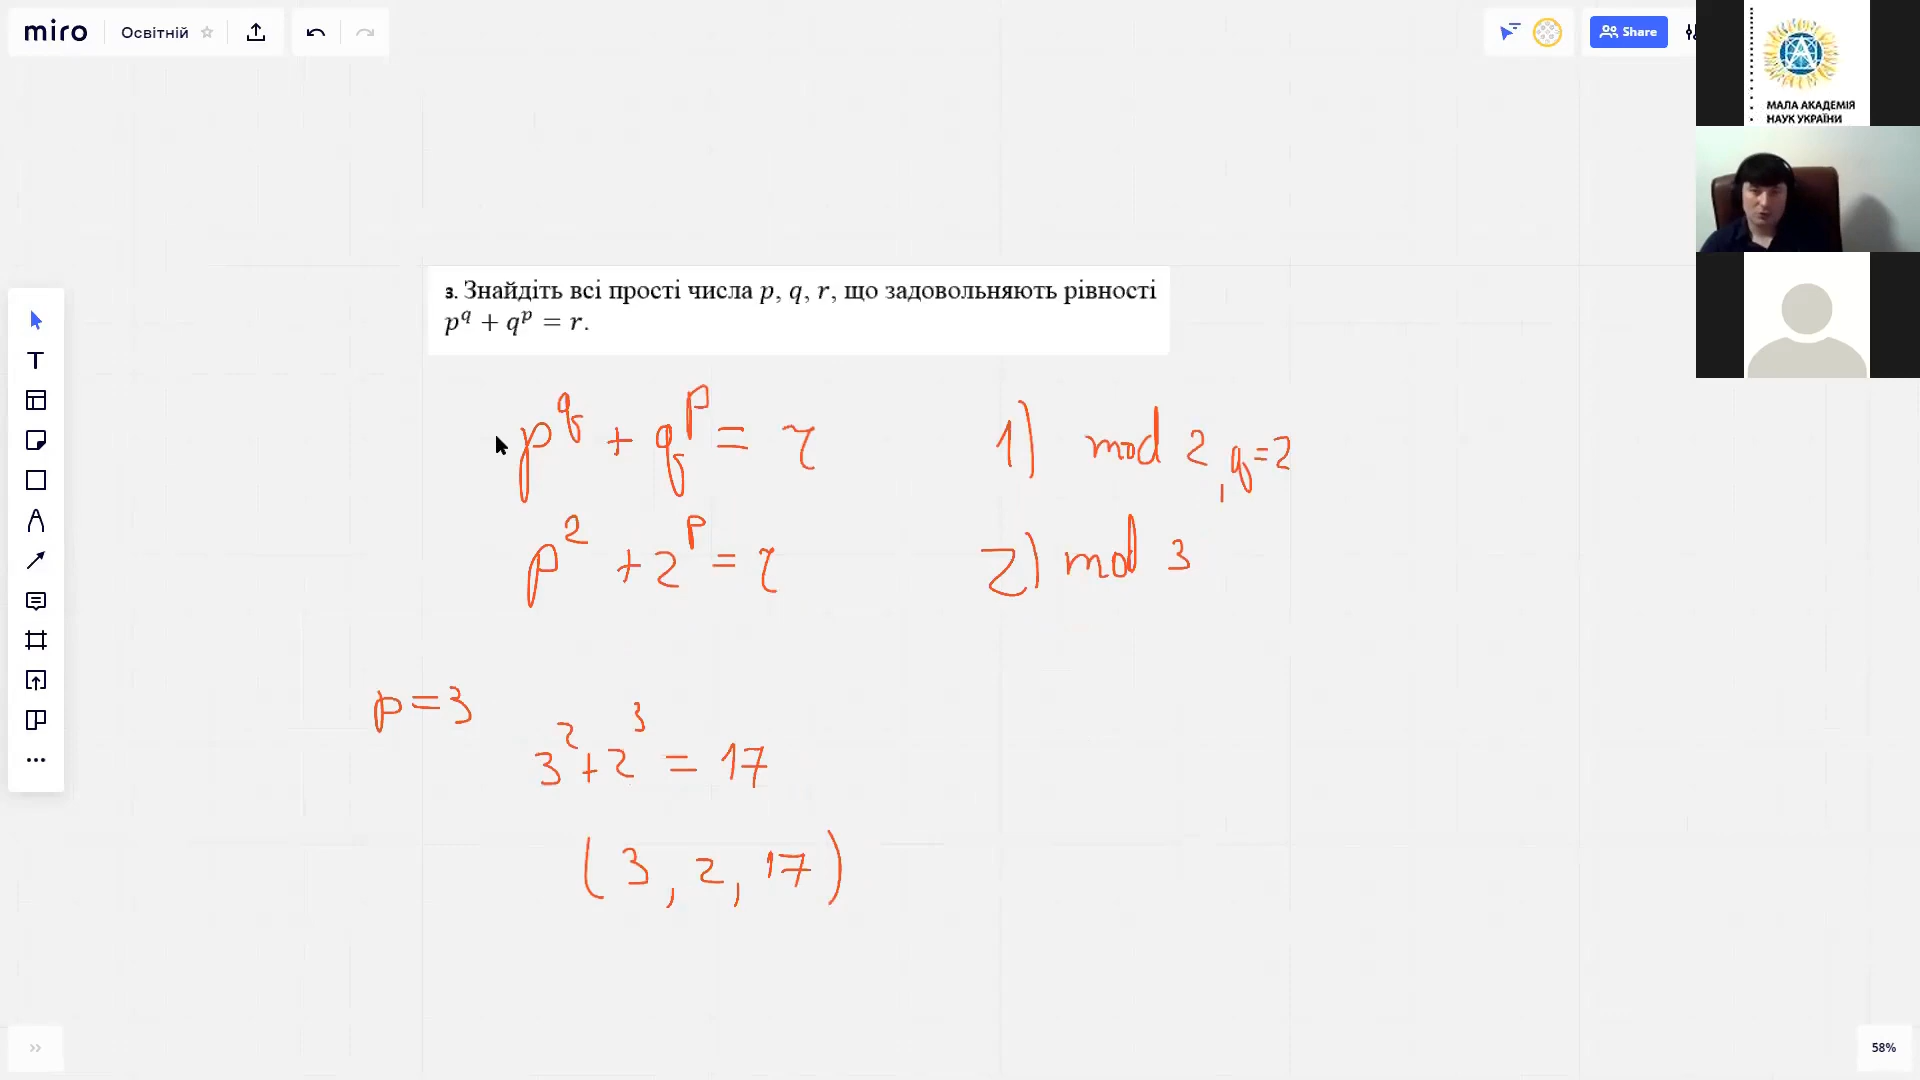 miro
Освітній
Share
МАЛА АКАДЕМІЯ
НАУК УКРАЇНИ
3. Знайдіть всі прості числа p, q, r, що задовольняють рівності
p^q + q^p = r.
p^q + q^p = r
1) mod 2, q=2
p^2 + 2^p = r
2) mod 3
p=3
3^2+2^3 = 17
(3, 2, 17)
58%